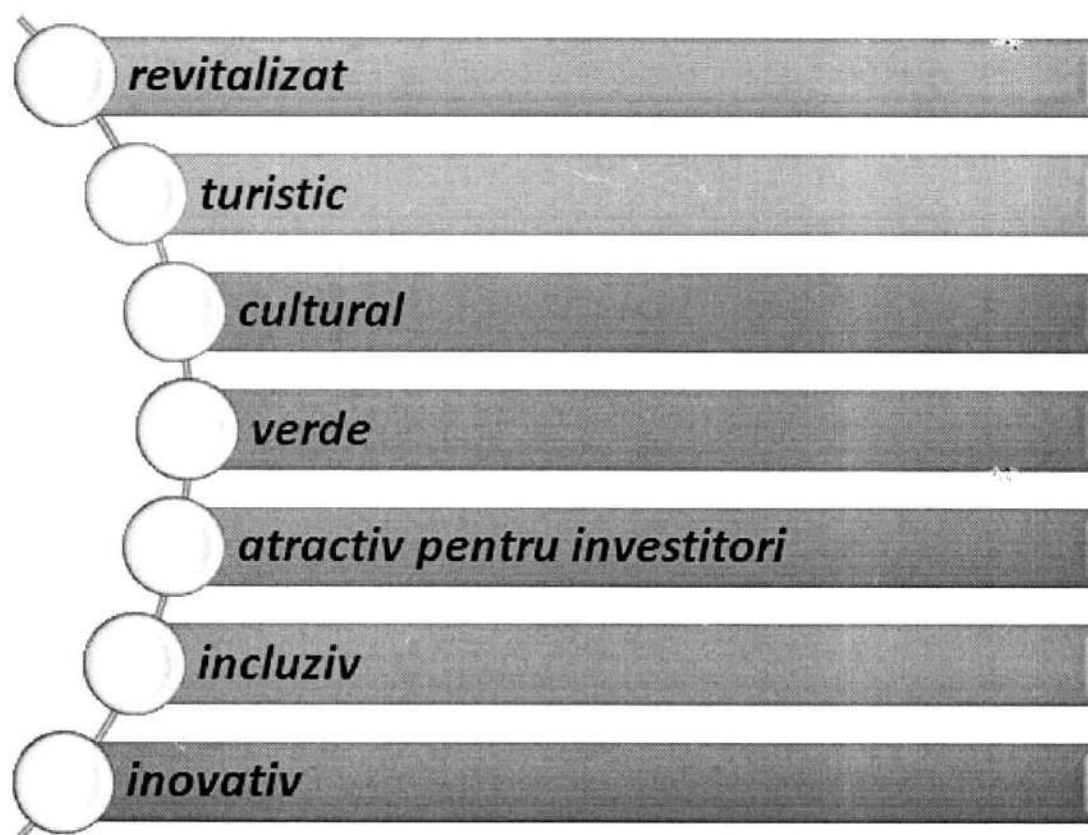 revitalizat
turistic
cultural
verde
atractiv pentru investitori
incluziv
inovativ